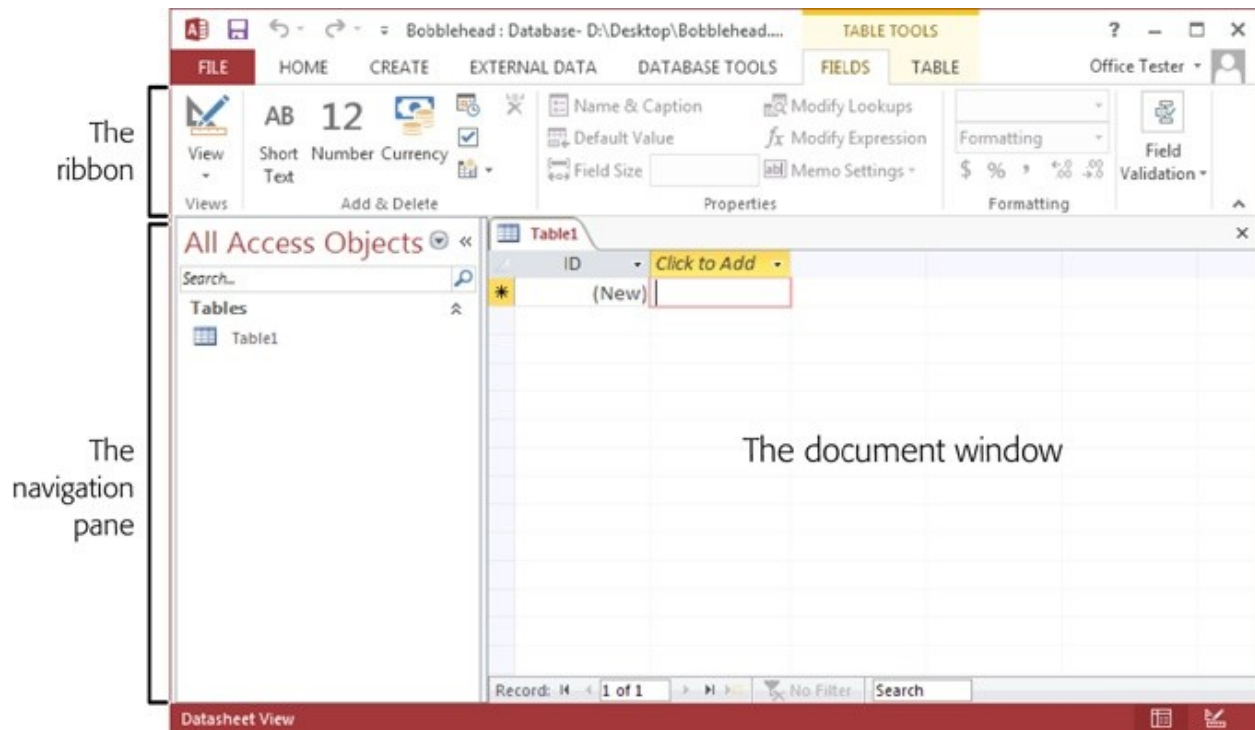 Bobblehead : Database- D:\Desktop\Bobblehead....
TABLE TOOLS
?
FILE
HOME
CREATE
EXTERNAL DATA
DATABASE TOOLS
FIELDS
TABLE
Office Tester
The
ribbon
View
AB
Short
Text
12
Number
Currency
Name & Caption
Default Value
Field Size
Modify Lookups
fx Modify Expression
ab Memo Settings
Formatting
$ % ,
Field
Validation
Views
Add & Delete
Properties
Formatting
The
navigation
pane
All Access Objects
Search...
Tables
Table1
Table1
ID
Click to Add
(New)
The document window
Record: 1 of 1
No Filter
Search
Datasheet View